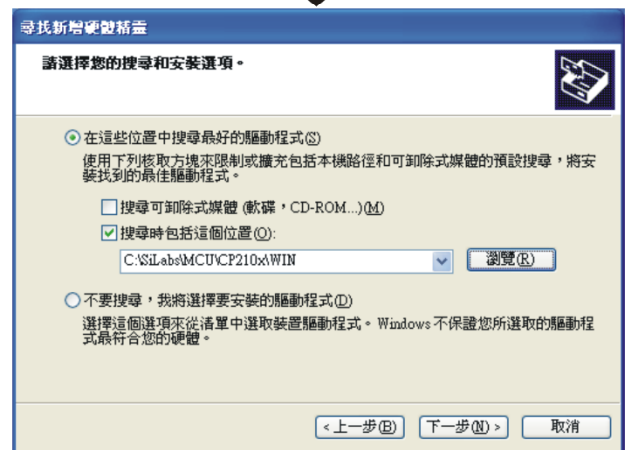 尋找新增硬體精靈
請選擇您的搜尋和安裝選項。
在這些位置中搜尋最好的驅動程式(S)
使用下列核取方塊來限制或擴充包括本機路徑和可卸除式媒體的預設搜尋,將安
裝找到的最佳驅動程式。
搜尋可卸除式媒體 (軟碟,CD-ROM...)(M)
搜尋時包括這個位置(O):
C:\SiLabs\MCU\CP210x\WIN
瀏覽(R)
不要搜尋,我將選擇要安裝的驅動程式(D)
選擇這個選項來從清單中選取裝置驅動程式。Windows 不保證您所選取的驅動程
式最符合您的硬體。
<上一步(B) 下一步(N)> 取消